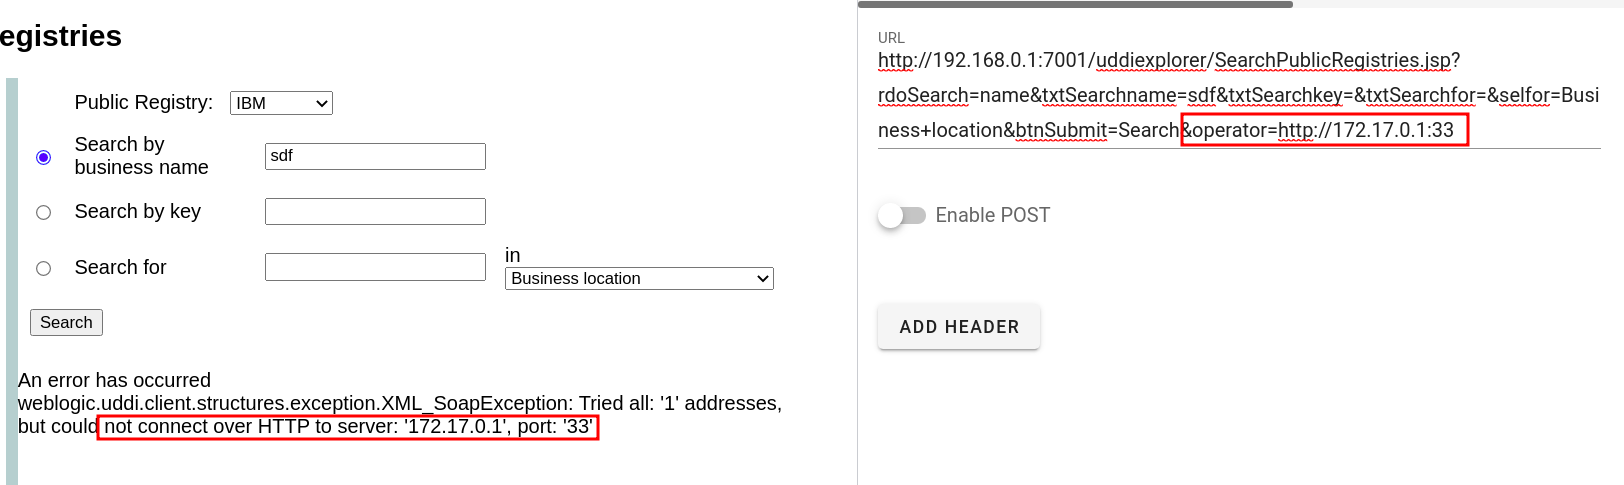 egistries
Public Registry: IBM
Search by
business name
sdf
Search by key
Search for
in
Business location
Search
An error has occurred
weblogic.uddi.client.structures.exception.XML_SoapException: Tried all: '1' addresses,
but could not connect over HTTP to server: '172.17.0.1', port: '33'
URL
http://192.168.0.1:7001/uddiexplorer/SearchPublicRegistries.jsp?
rdoSearch=name&txtSearchname=sdf&txtSearchkey=&txtSearchfor=&selfor=Busi
ness+location&btnSubmit=Search&operator=http://172.17.0.1:33
Enable POST
ADD HEADER